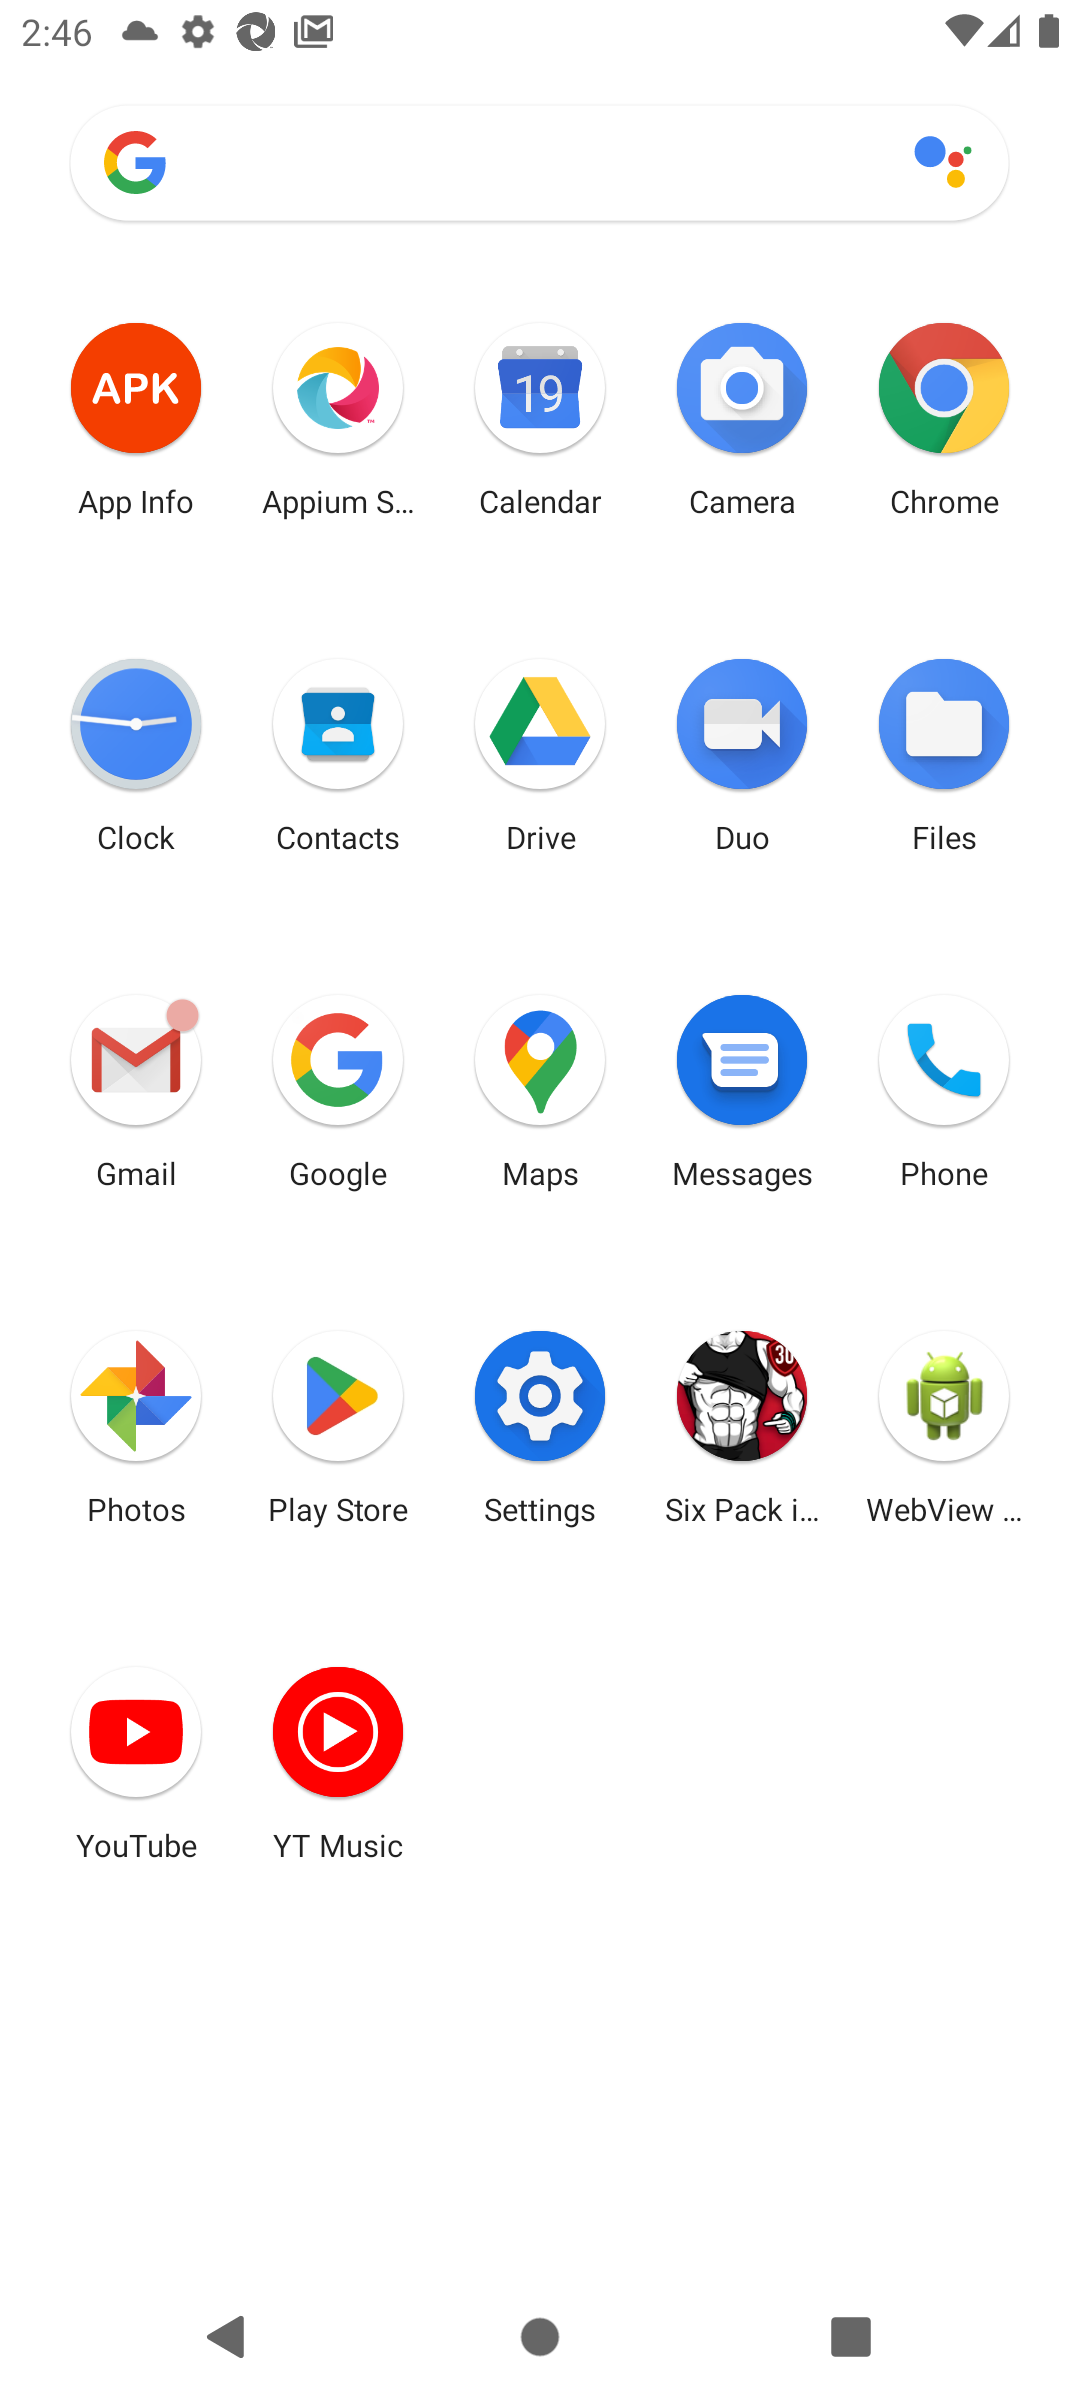 2:46
APK
19
App Info
Appium S...
Calendar
Camera
Chrome
Clock
Contacts
Drive
Duo
Files
Gmail
Google
Maps
Messages
Phone
30
Photos
Play Store
Settings
Six Pack i...
WebView ...
YouTube
YT Music